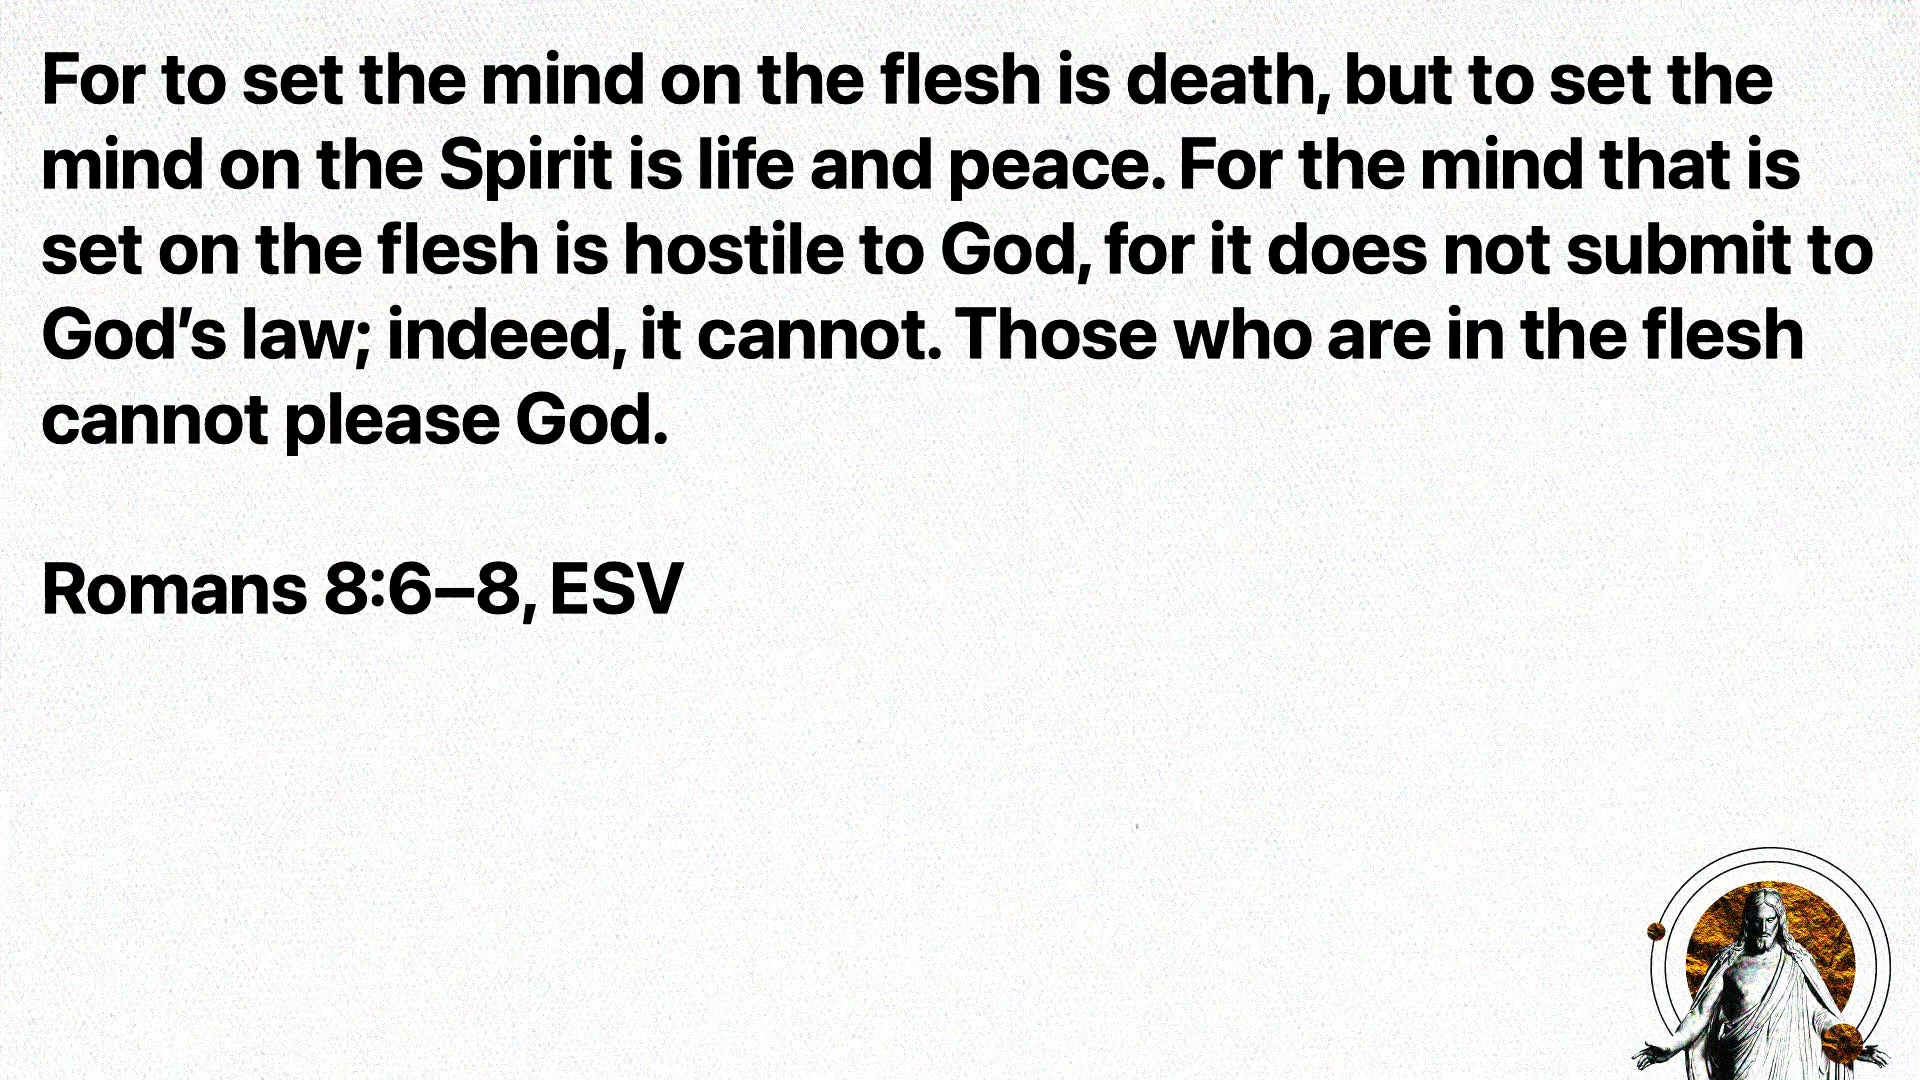 For to set the mind on the flesh is death, but to set the
mind on the Spirit is life and peace. For the mind that is
set on the flesh is hostile to God, for it does not submit to
God’s law; indeed, it cannot. Those who are in the flesh
cannot please God.
Romans 8:6–8, ESV